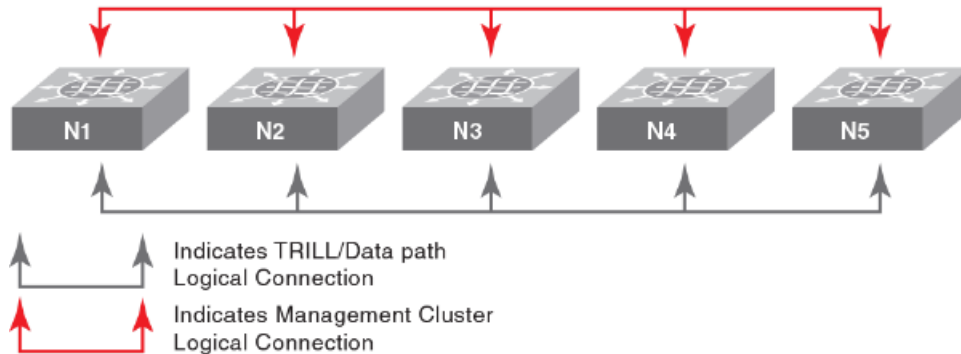 N1 N2 N3 N4 N5
Indicates TRILL/Data path
Logical Connection
Indicates Management Cluster
Logical Connection